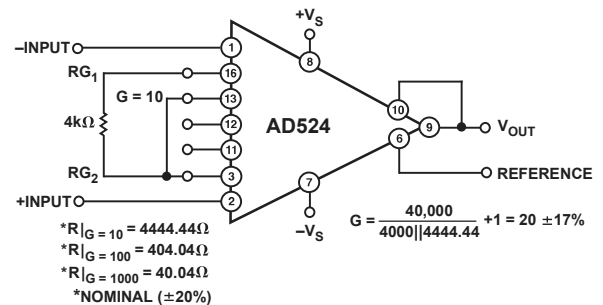 –INPUT
1
+VS
8
RG1
16
G = 10
13
10
4kΩ
12
AD524
9
VOUT
11
6
RG2
3
7
REFERENCE
+INPUT
2
–VS
G = 40,000 / 4000||4444.44 +1 = 20 ±17%
*R|G = 10 = 4444.44Ω
*R|G = 100 = 404.04Ω
*R|G = 1000 = 40.04Ω
*NOMINAL (±20%)